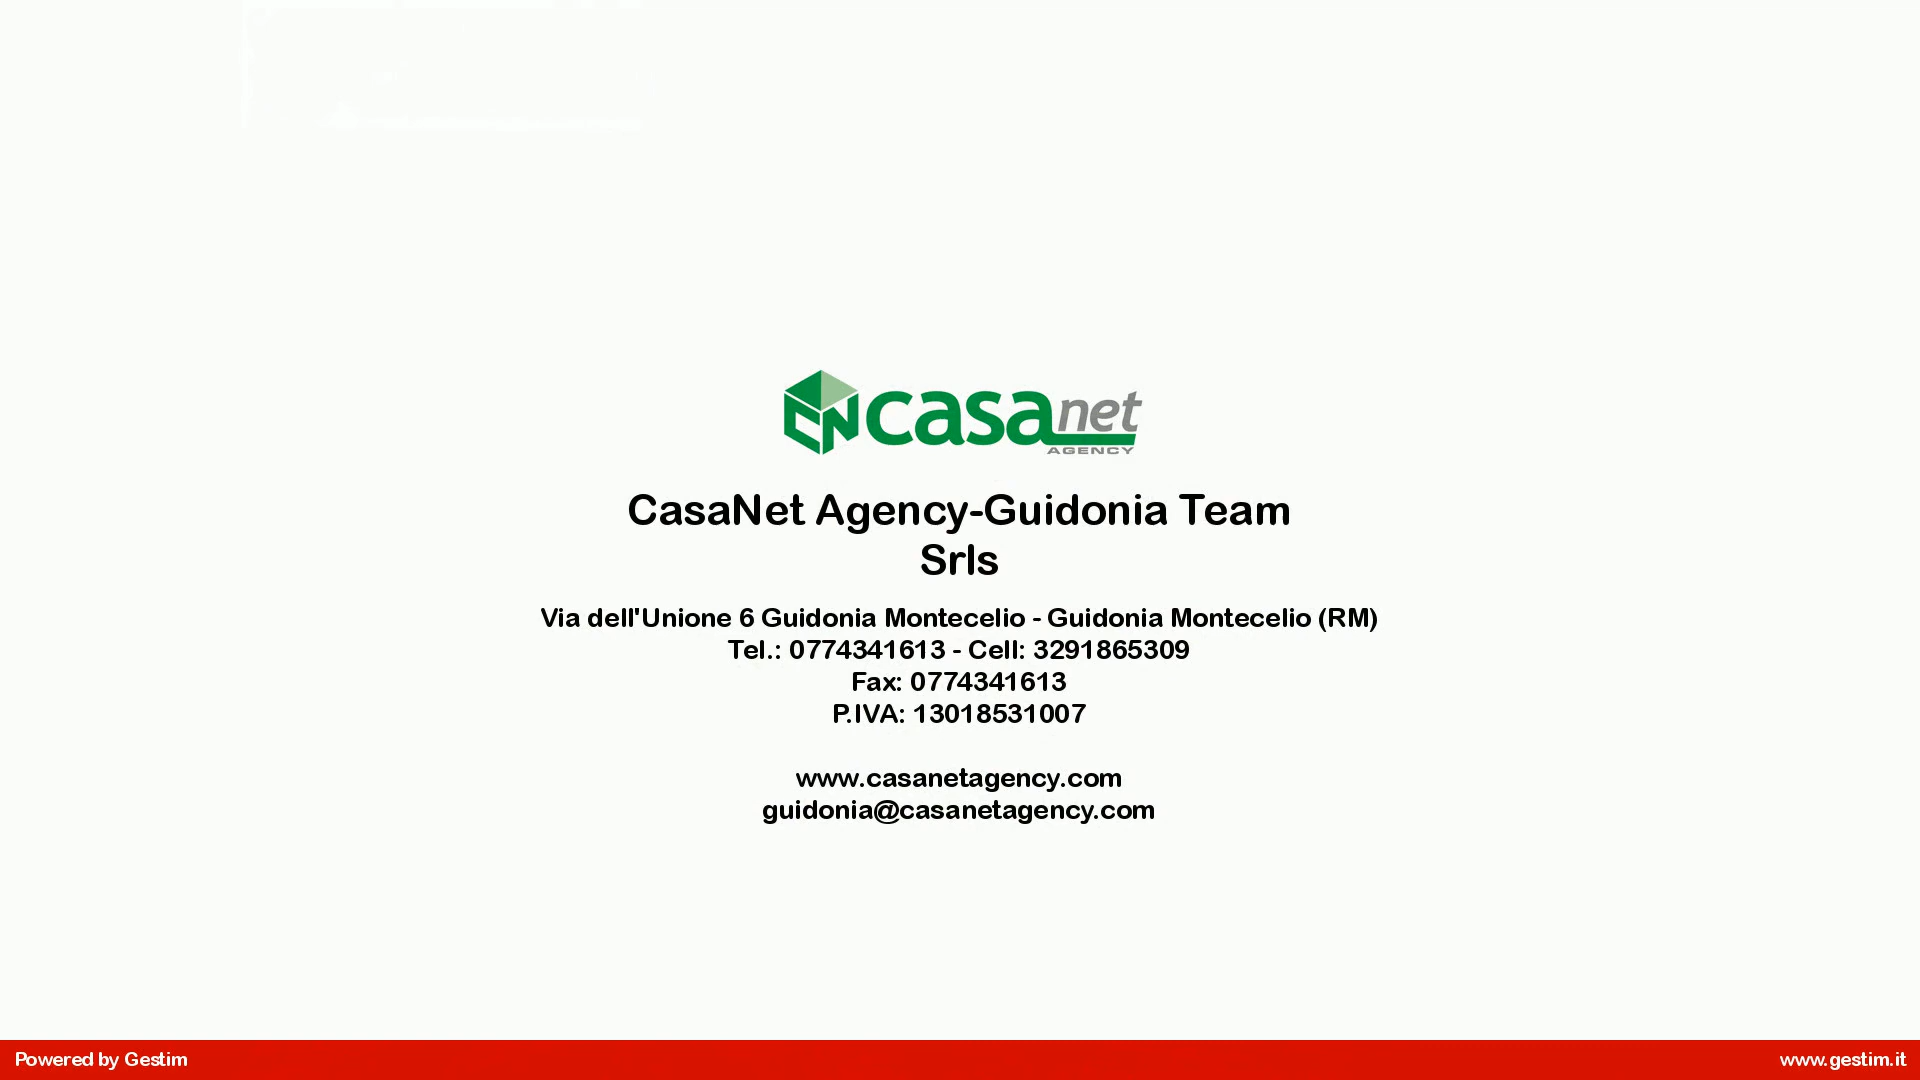 CN casanet
AGENCY
CasaNet Agency-Guidonia Team
Srls
Via dell'Unione 6 Guidonia Montecelio - Guidonia Montecelio (RM)
Tel.: 0774341613 - Cell: 3291865309
Fax: 0774341613
P.IVA: 13018531007
www.casanetagency.com
guidonia@casanetagency.com
Powered by Gestim
www.gestim.it